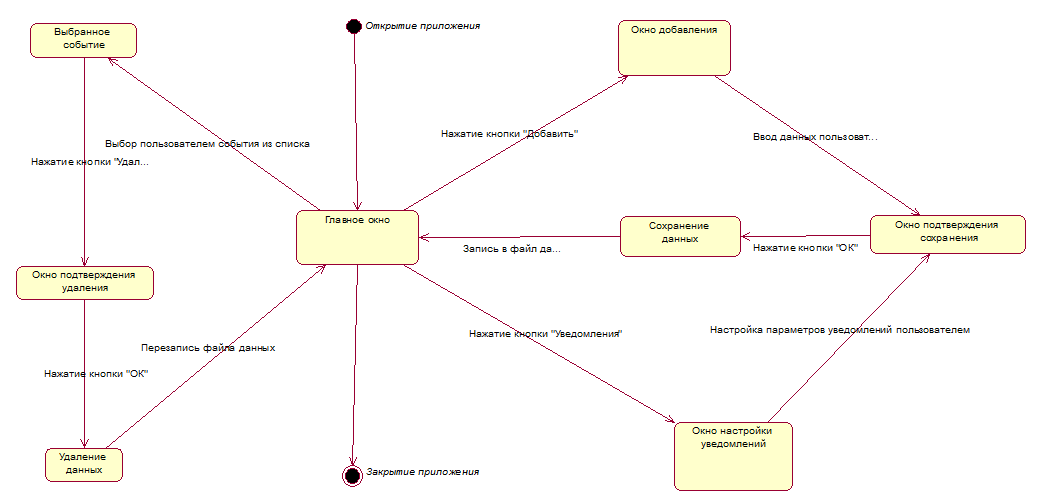 Выбранное
событие
Открытие приложения
Окно добавления
Нажатие кнопки "Добавить"
Ввод данных пользоват...
Выбор пользователем события из списка
Нажатие кнопки "Удал...
Главное окно
Сохранение
данных
Окно подтверждения
сохранения
Запись в файл да...
Нажатие кнопки "ОК"
Окно подтверждения
удаления
Нажатие кнопки "Уведомления"
Настройка параметров уведомлений пользователем
Перезапись файла данных
Нажатие кнопки "ОК"
Окно настройки
уведомлений
Удаление
данных
Закрытие приложения